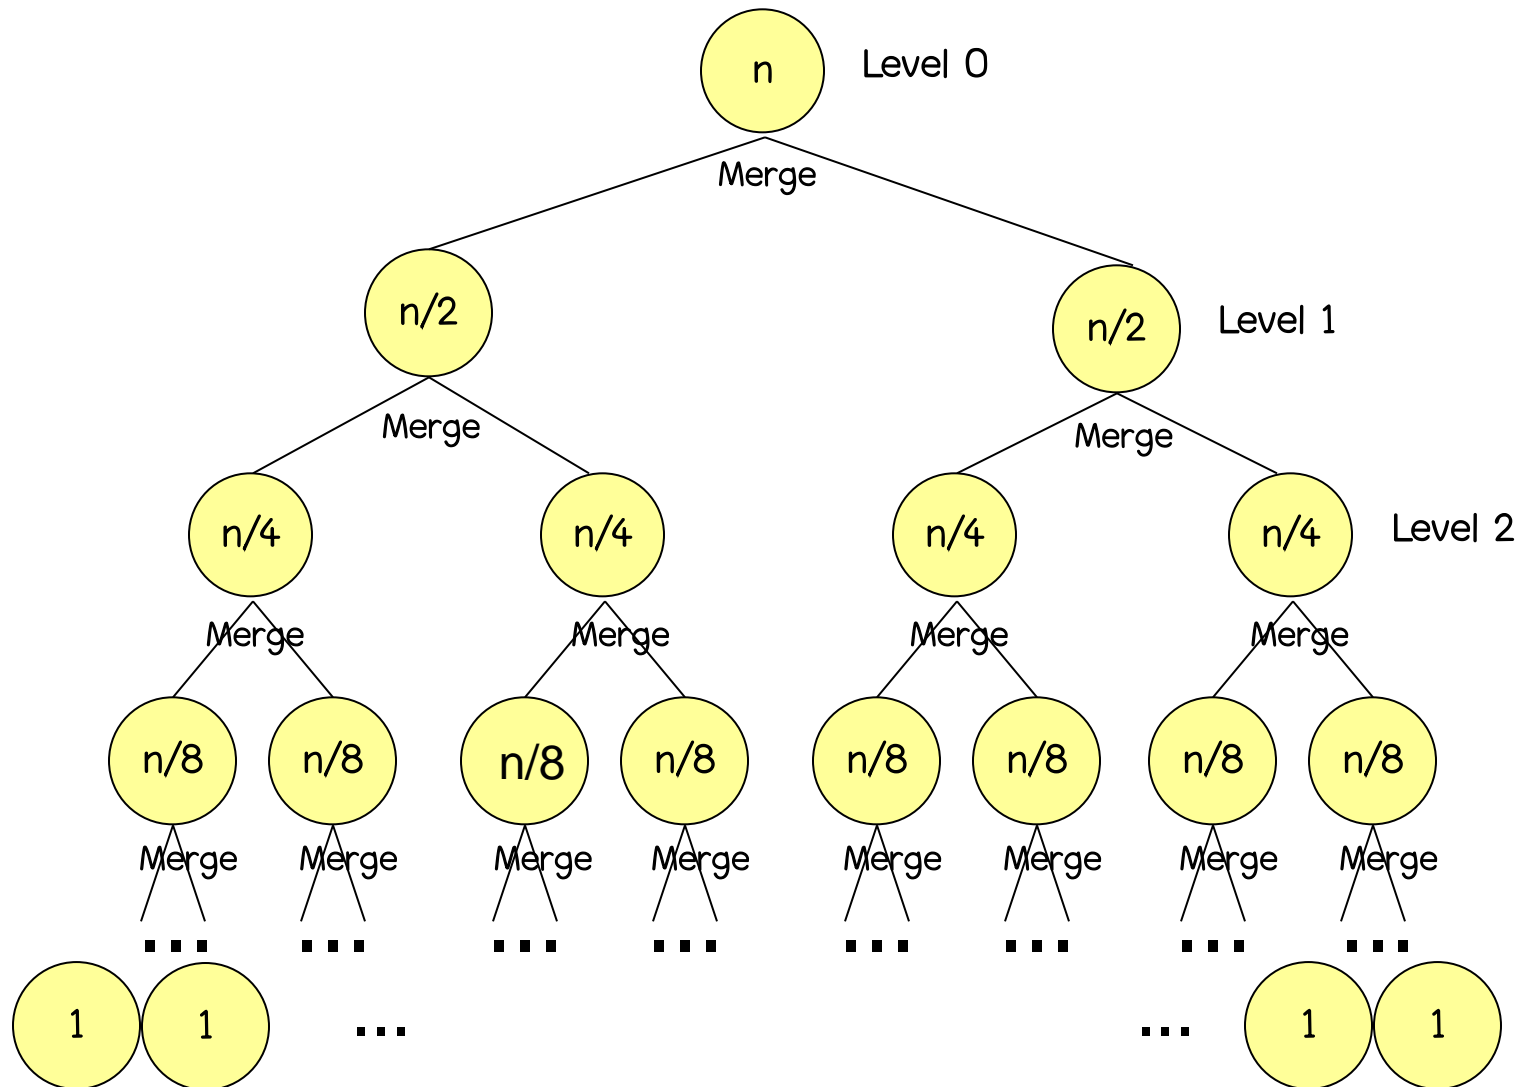 n Level 0
Merge
n/2 n/2 Level 1
Merge Merge
n/4 n/4 n/4 n/4 Level 2
Merge Merge Merge Merge
n/8 n/8 n/8 n/8 n/8 n/8 n/8 n/8
Merge Merge Merge Merge Merge Merge Merge Merge
... ... ... ... ... ... ... ...
1 1 ... ... 1 1